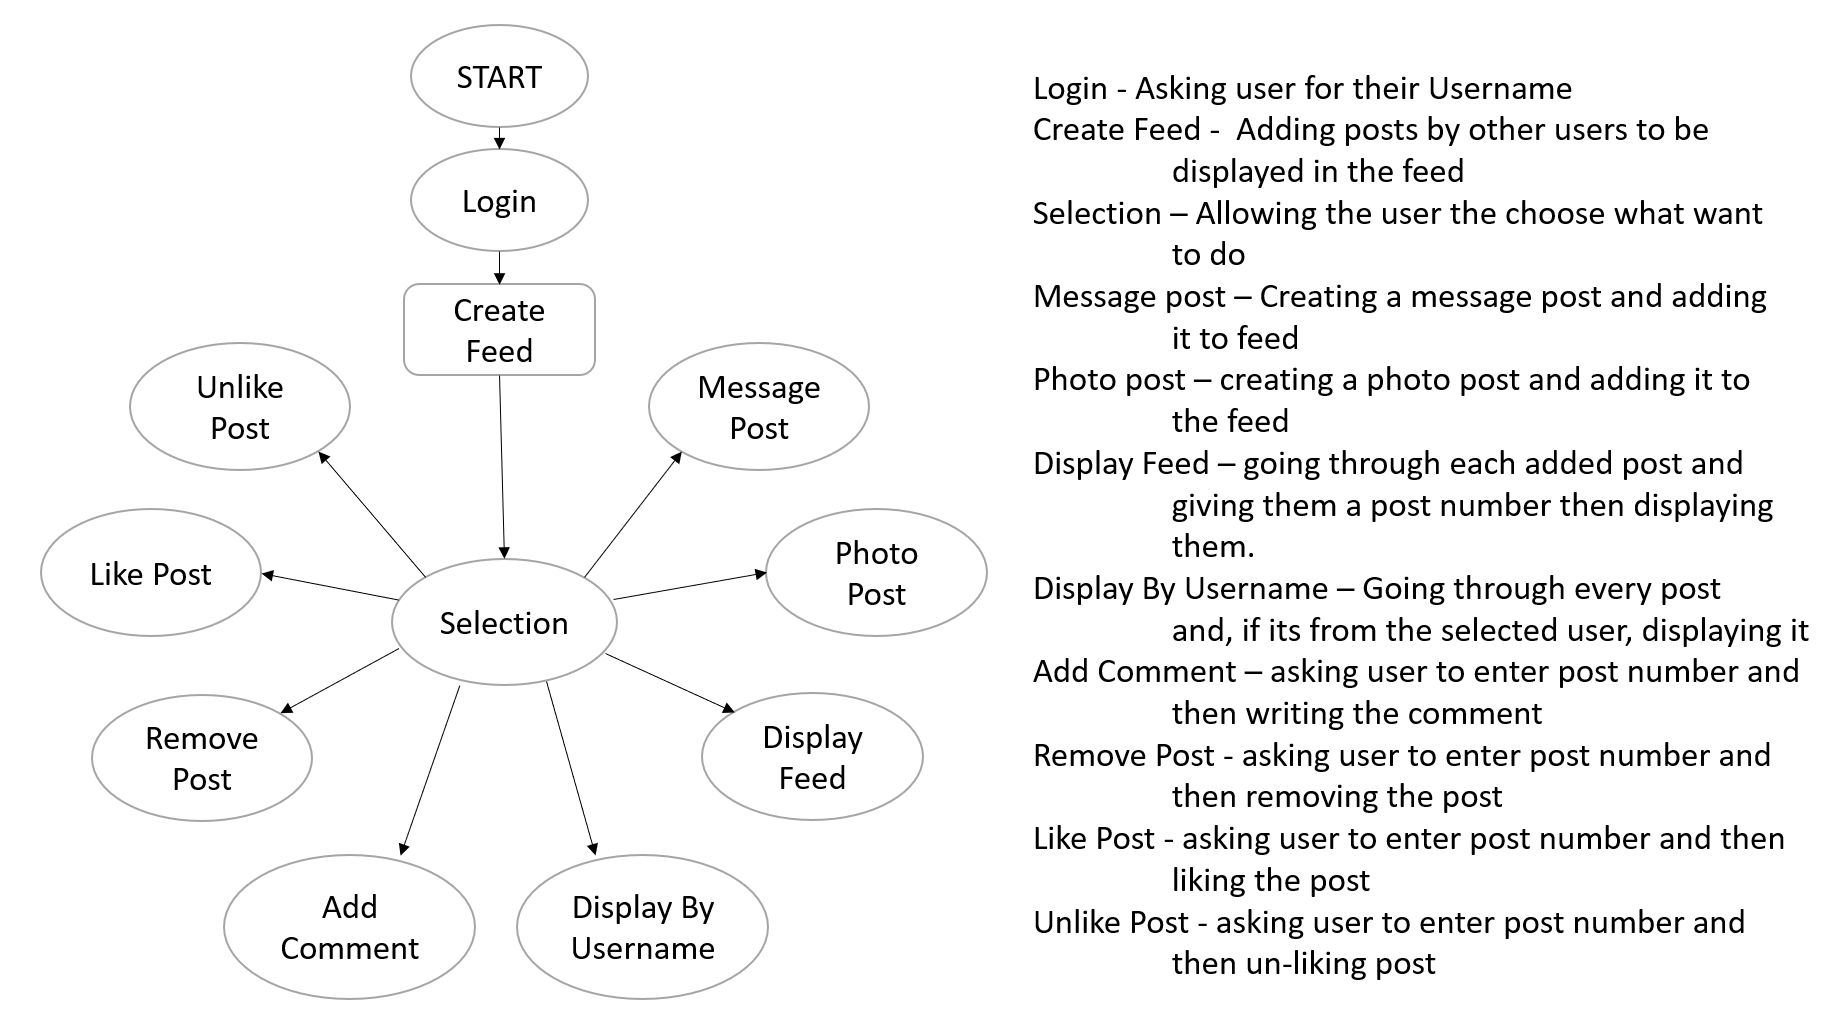 START
Login
Create
Feed
Unlike
Post
Message
Post
Like Post
Photo
Post
Selection
Remove
Post
Display
Feed
Add
Comment
Display By
Username
Login - Asking user for their Username
Create Feed -  Adding posts by other users to be
displayed in the feed
Selection – Allowing the user the choose what want
to do
Message post – Creating a message post and adding
it to feed
Photo post – creating a photo post and adding it to
the feed
Display Feed – going through each added post and
giving them a post number then displaying
them.
Display By Username – Going through every post
and, if its from the selected user, displaying it
Add Comment – asking user to enter post number and
then writing the comment
Remove Post - asking user to enter post number and
then removing the post
Like Post - asking user to enter post number and then
liking the post
Unlike Post - asking user to enter post number and
then un-liking post